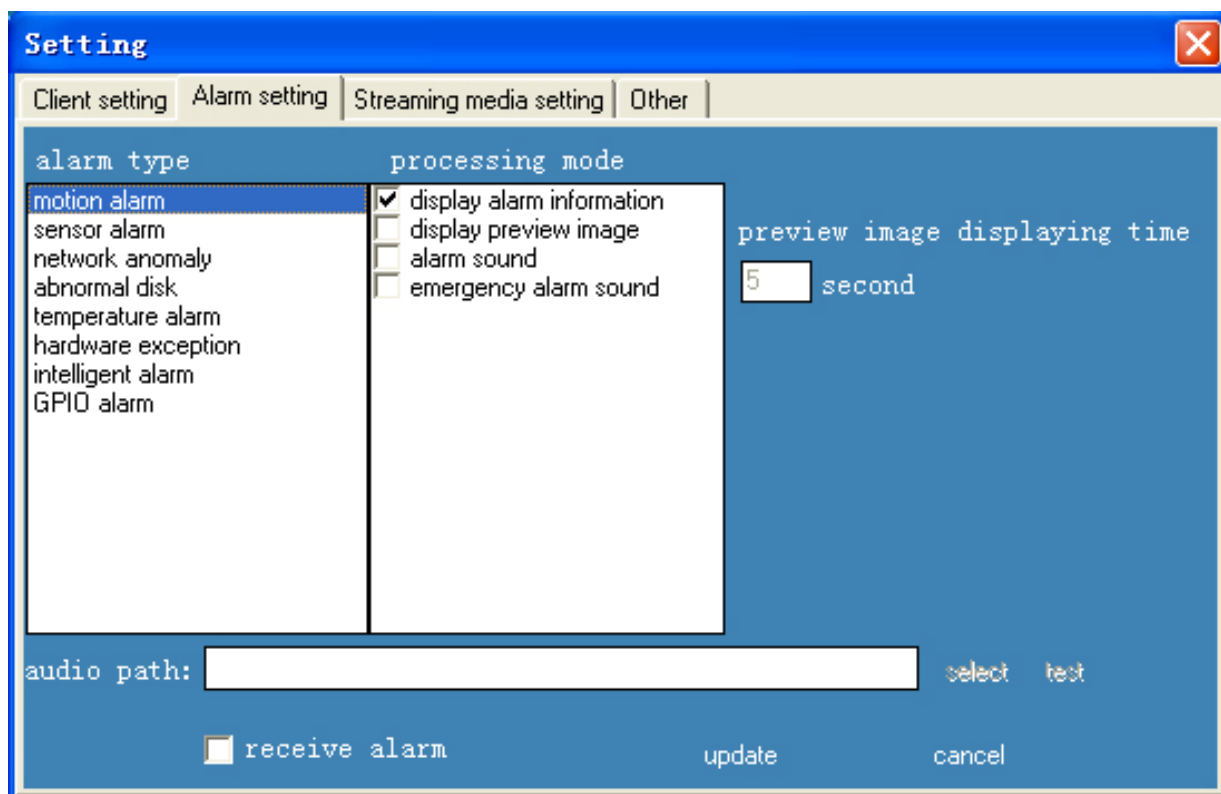 Setting
Client setting Alarm setting Streaming media setting Other
alarm type processing mode
motion alarm
sensor alarm
network anomaly
abnormal disk
temperature alarm
hardware exception
intelligent alarm
GPIO alarm
display alarm information
display preview image
alarm sound
emergency alarm sound
preview image displaying time
5 second
audio path: select test
receive alarm update cancel